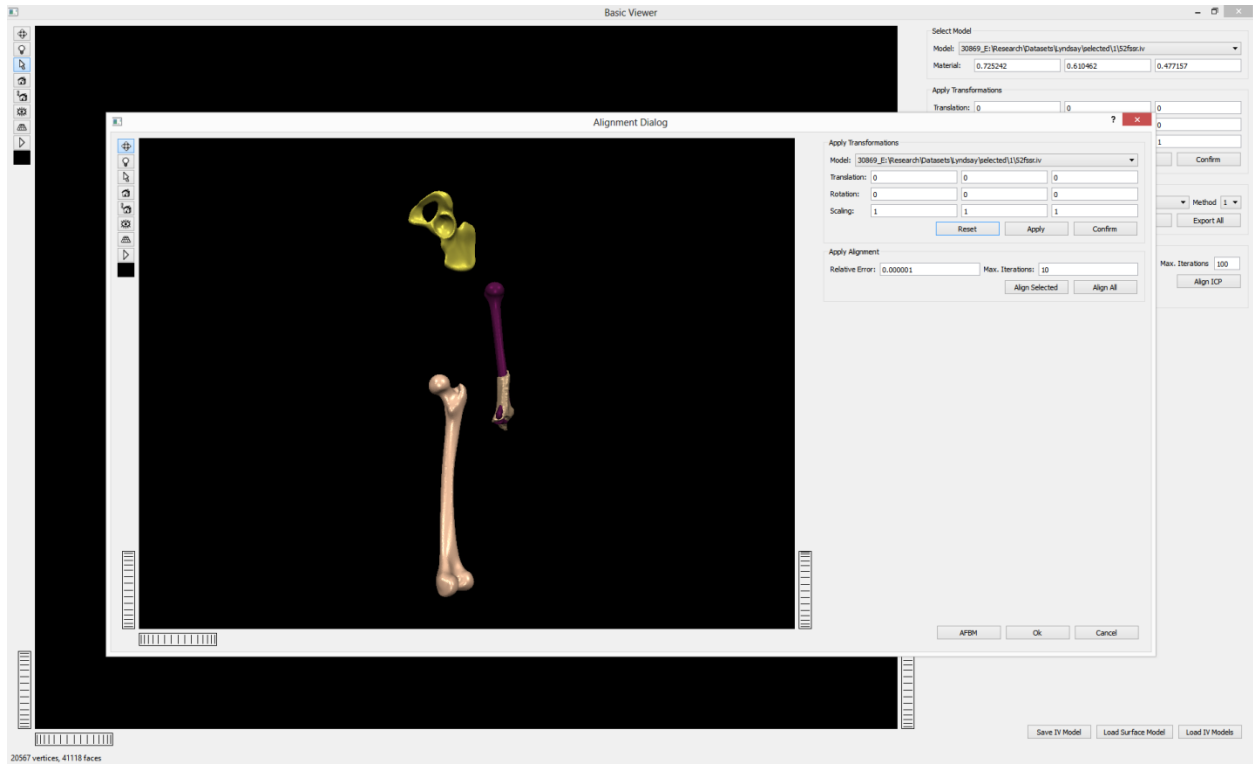 Basic Viewer
Select Model
Model: 30869_E:\Research\Datasets\Lyndsay\selected\1\52fssr.iv
Material: 0.725242 0.610462 0.477157
Apply Transformations
Translation: 0 0 0
0
1
Confirm
Method 1
Export All
Max. Iterations 100
Align ICP
Alignment Dialog
Apply Transformations
Model: 30869_E:\Research\Datasets\Lyndsay\selected\1\52fssr.iv
Translation: 0 0 0
Rotation: 0 0 0
Scaling: 1 1 1
Reset Apply Confirm
Apply Alignment
Relative Error: 0.000001 Max. Iterations: 10
Align Selected Align All
AFBM Ok Cancel
Save IV Model Load Surface Model Load IV Models
20567 vertices, 41118 faces